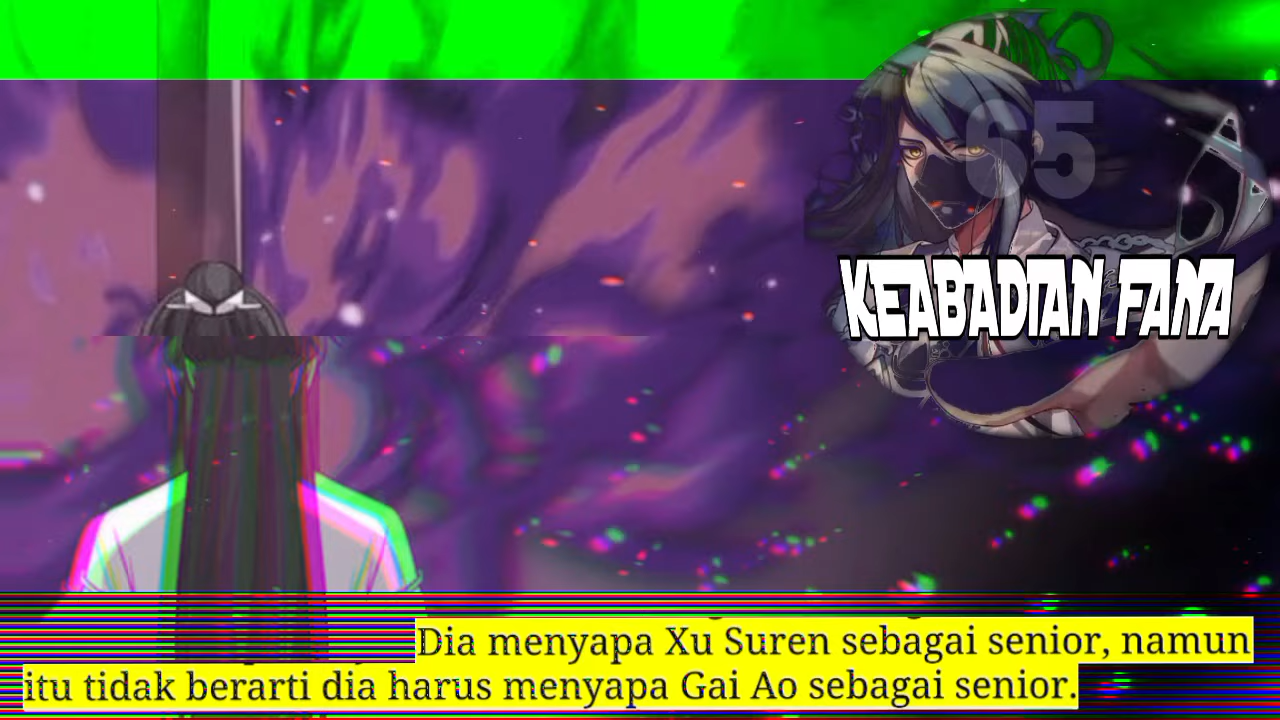 65
KEABADIAN FANA
Dia menyapa Xu Suren sebagai senior, namun
itu tidak berarti dia harus menyapa Gai Ao sebagai senior.